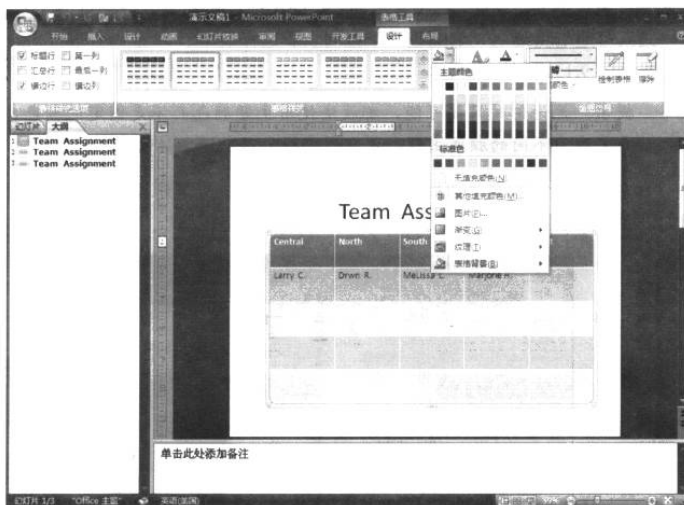 演示文稿1 - Microsoft PowerPoint 表格工具
开始 插入 设计 动画 幻灯片放映 审阅 视图 开发工具 设计 布局
标题行 第一列
汇总行 最后一列
镶边行 镶边列
绘制表格 擦除
表格样式选项 表格样式
主题颜色
标准色
无填充颜色(N)
其他填充颜色(M)...
图片(P)...
渐变(G)
纹理(T)
表格背景(B)
幻灯片 大纲
1 Team Assignment
2 Team Assignment
3 Team Assignment
Team Ass
Central North South
Larry C. Drwn R. Melissa C. Marjorie R.
单击此处添加备注
幻灯片 1/3 "Office 主题" 英语(美国) 39%